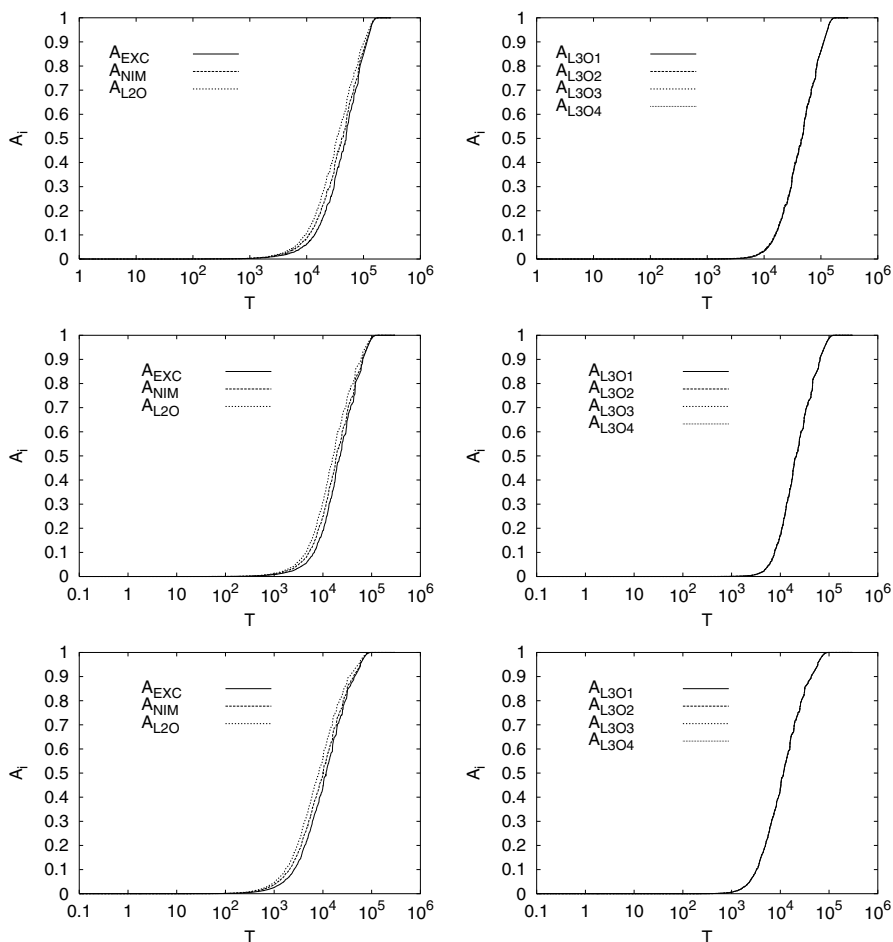 1
0.9
0.8
0.7
0.6
0.5
0.4
0.3
0.2
0.1
0
A_i
A_EXC
A_NIM
A_L2O
1 10 10^2 10^3 10^4 10^5 10^6
T
1
0.9
0.8
0.7
0.6
0.5
0.4
0.3
0.2
0.1
0
A_i
A_L3O1
A_L3O2
A_L3O3
A_L3O4
1 10 10^2 10^3 10^4 10^5 10^6
T
1
0.9
0.8
0.7
0.6
0.5
0.4
0.3
0.2
0.1
0
A_i
A_EXC
A_NIM
A_L2O
0.1 1 10 10^2 10^3 10^4 10^5 10^6
T
1
0.9
0.8
0.7
0.6
0.5
0.4
0.3
0.2
0.1
0
A_i
A_L3O1
A_L3O2
A_L3O3
A_L3O4
0.1 1 10 10^2 10^3 10^4 10^5 10^6
T
1
0.9
0.8
0.7
0.6
0.5
0.4
0.3
0.2
0.1
0
A_i
A_EXC
A_NIM
A_L2O
0.1 1 10 10^2 10^3 10^4 10^5 10^6
T
1
0.9
0.8
0.7
0.6
0.5
0.4
0.3
0.2
0.1
0
A_i
A_L3O1
A_L3O2
A_L3O3
A_L3O4
0.1 1 10 10^2 10^3 10^4 10^5 10^6
T